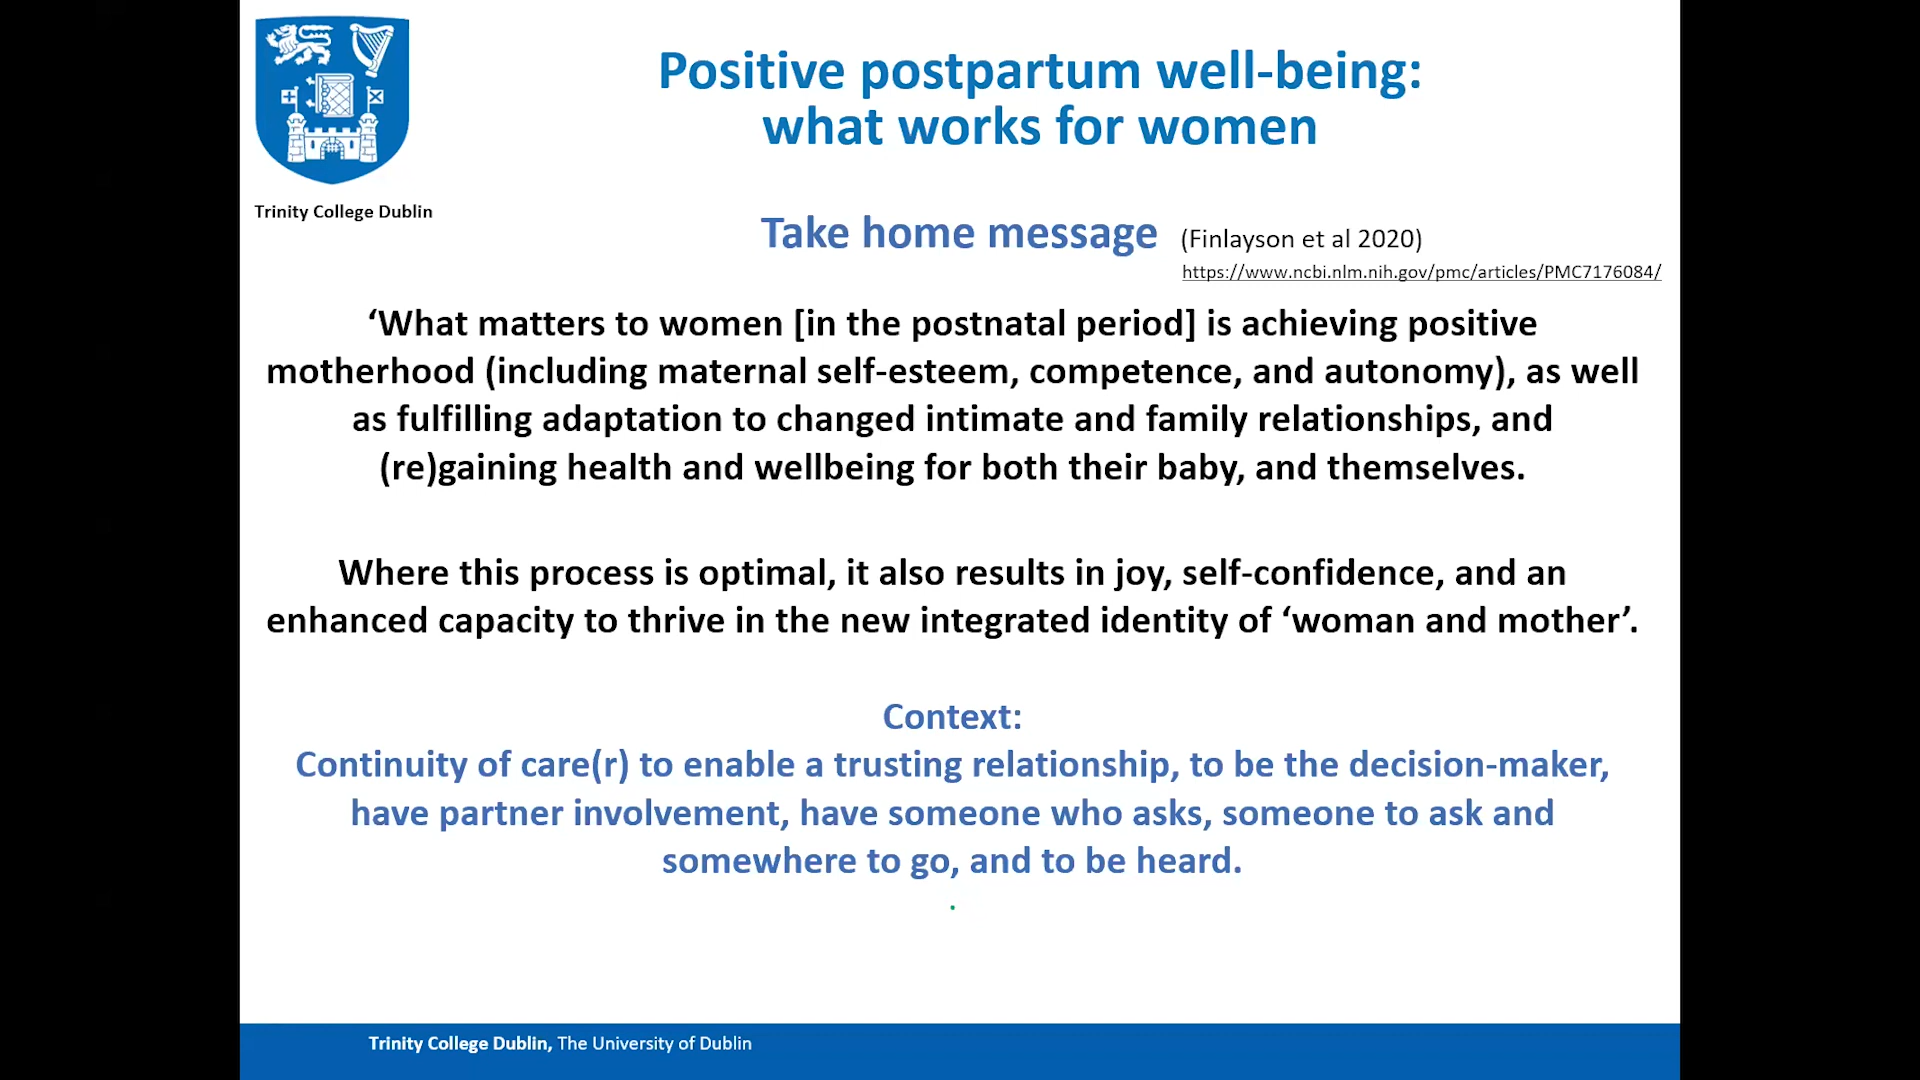 Positive postpartum well-being:
what works for women
Trinity College Dublin
Take home message (Finlayson et al 2020)
https://www.ncbi.nlm.nih.gov/pmc/articles/PMC7176084/
‘What matters to women [in the postnatal period] is achieving positive
motherhood (including maternal self-esteem, competence, and autonomy), as well
as fulfilling adaptation to changed intimate and family relationships, and
(re)gaining health and wellbeing for both their baby, and themselves.
Where this process is optimal, it also results in joy, self-confidence, and an
enhanced capacity to thrive in the new integrated identity of ‘woman and mother’.
Context:
Continuity of care(r) to enable a trusting relationship, to be the decision-maker,
have partner involvement, have someone who asks, someone to ask and
somewhere to go, and to be heard.
.
Trinity College Dublin, The University of Dublin